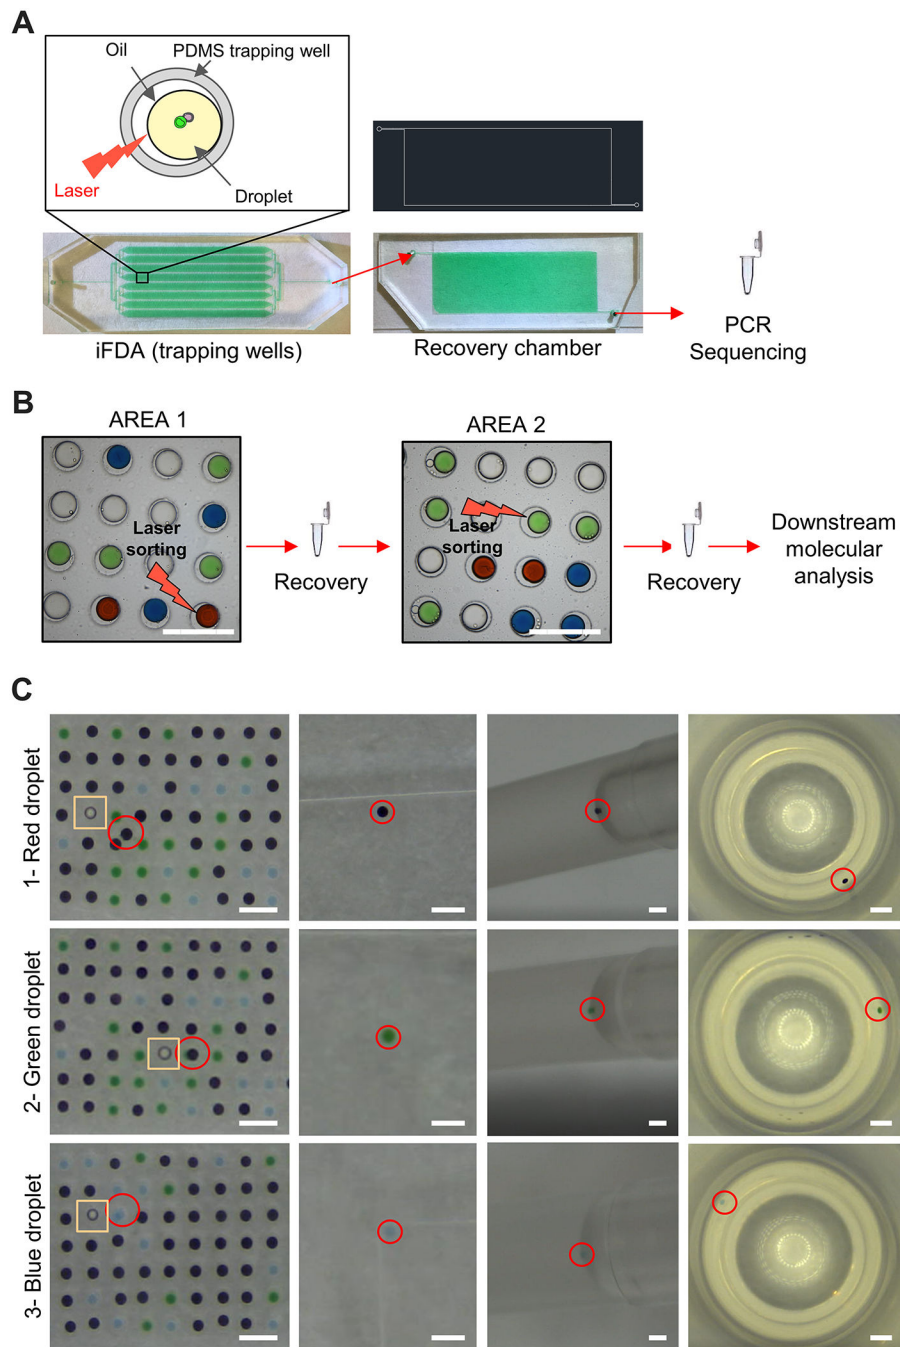 A
Oil
PDMS trapping well
Laser
Droplet
iFDA (trapping wells)
Recovery chamber
PCR
Sequencing
B
AREA 1
AREA 2
Laser
sorting
Recovery
Laser
sorting
Recovery
Downstream
molecular
analysis
C
1- Red droplet
2- Green droplet
3- Blue droplet